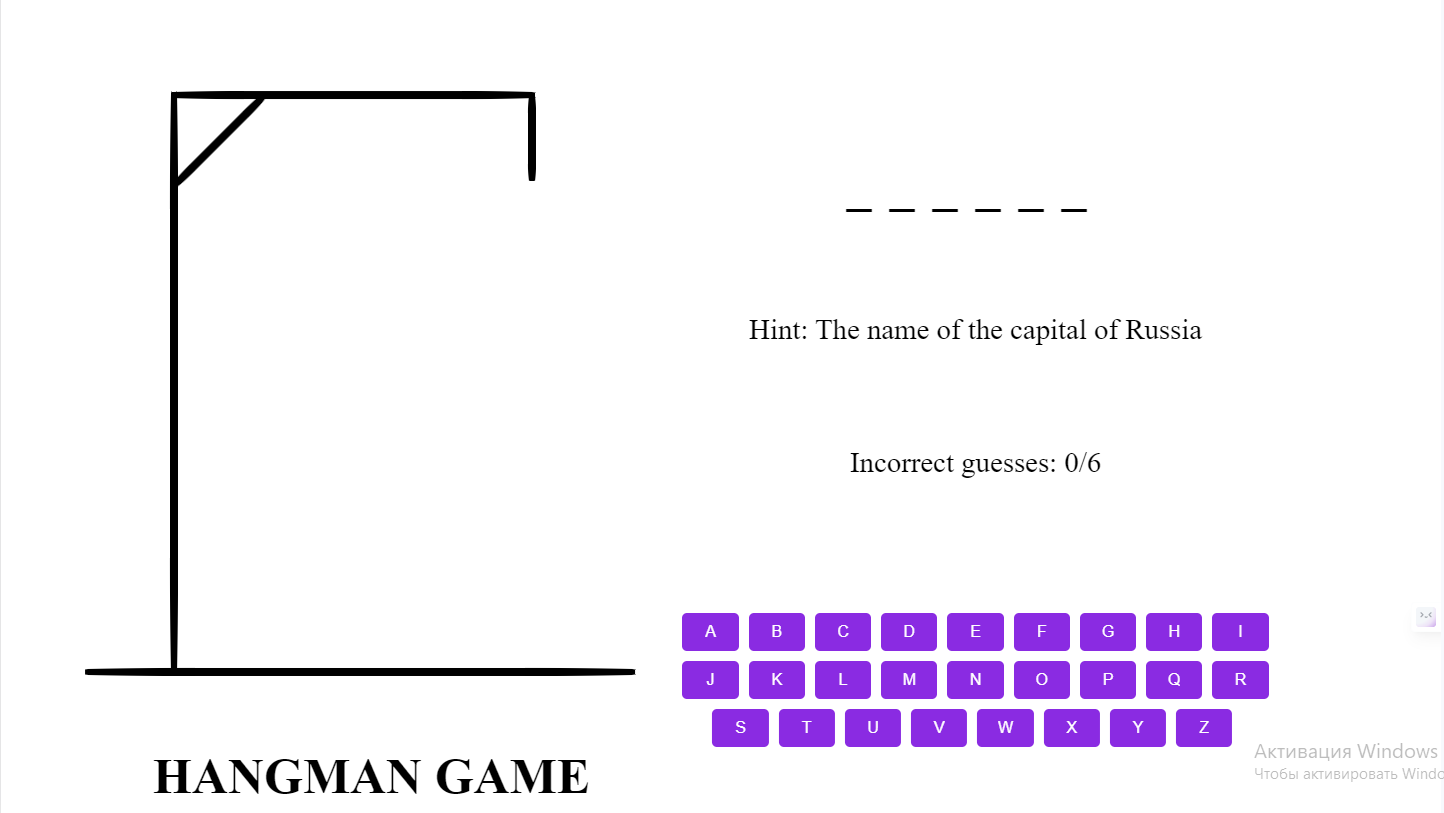 _ _ _ _ _ _
Hint: The name of the capital of Russia
Incorrect guesses: 0/6
A B C D E F G H I
J K L M N O P Q R
S T U V W X Y Z
HANGMAN GAME
Активация Windows
Чтобы активировать Windo